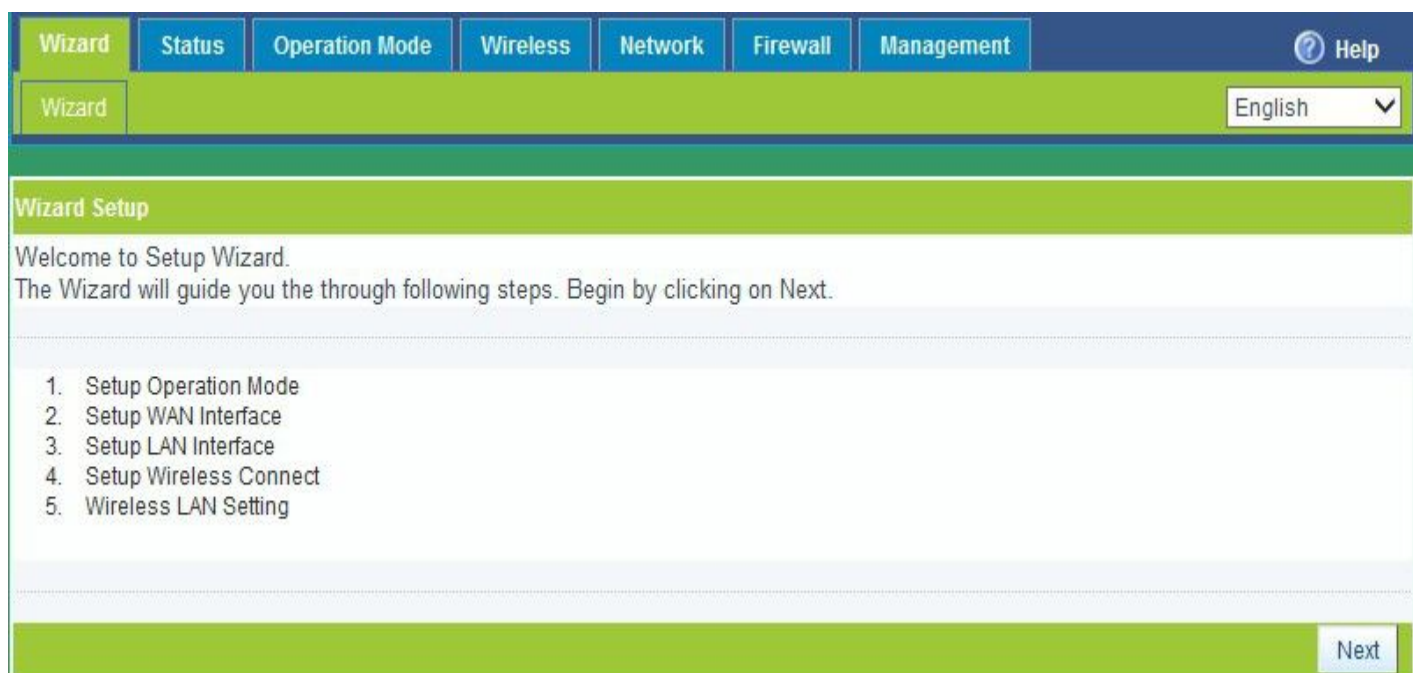 Wizard Status Operation Mode Wireless Network Firewall Management Help
Wizard English
Wizard Setup
Welcome to Setup Wizard.
The Wizard will guide you the through following steps. Begin by clicking on Next.
1. Setup Operation Mode
2. Setup WAN Interface
3. Setup LAN Interface
4. Setup Wireless Connect
5. Wireless LAN Setting
Next